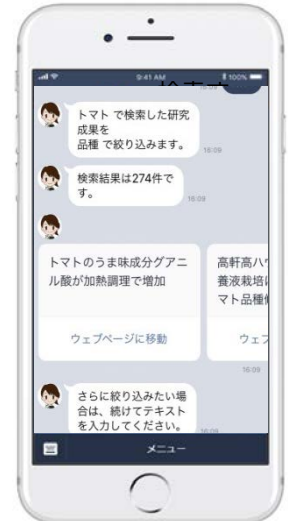 9:41 AM
100%
16:09
トマト で検索した研究
成果を
品種 で絞り込みます。
16:09
検索結果は274件で
す。
16:09
トマトのうま味成分グアニ
ル酸が加熱調理で増加
ウェブページに移動
高軒高ハウ
養液栽培に
マト品種
ウェブ
16:09
さらに絞り込みたい場
合は、続けてテキスト
を入力してください。
16:09
メニュー